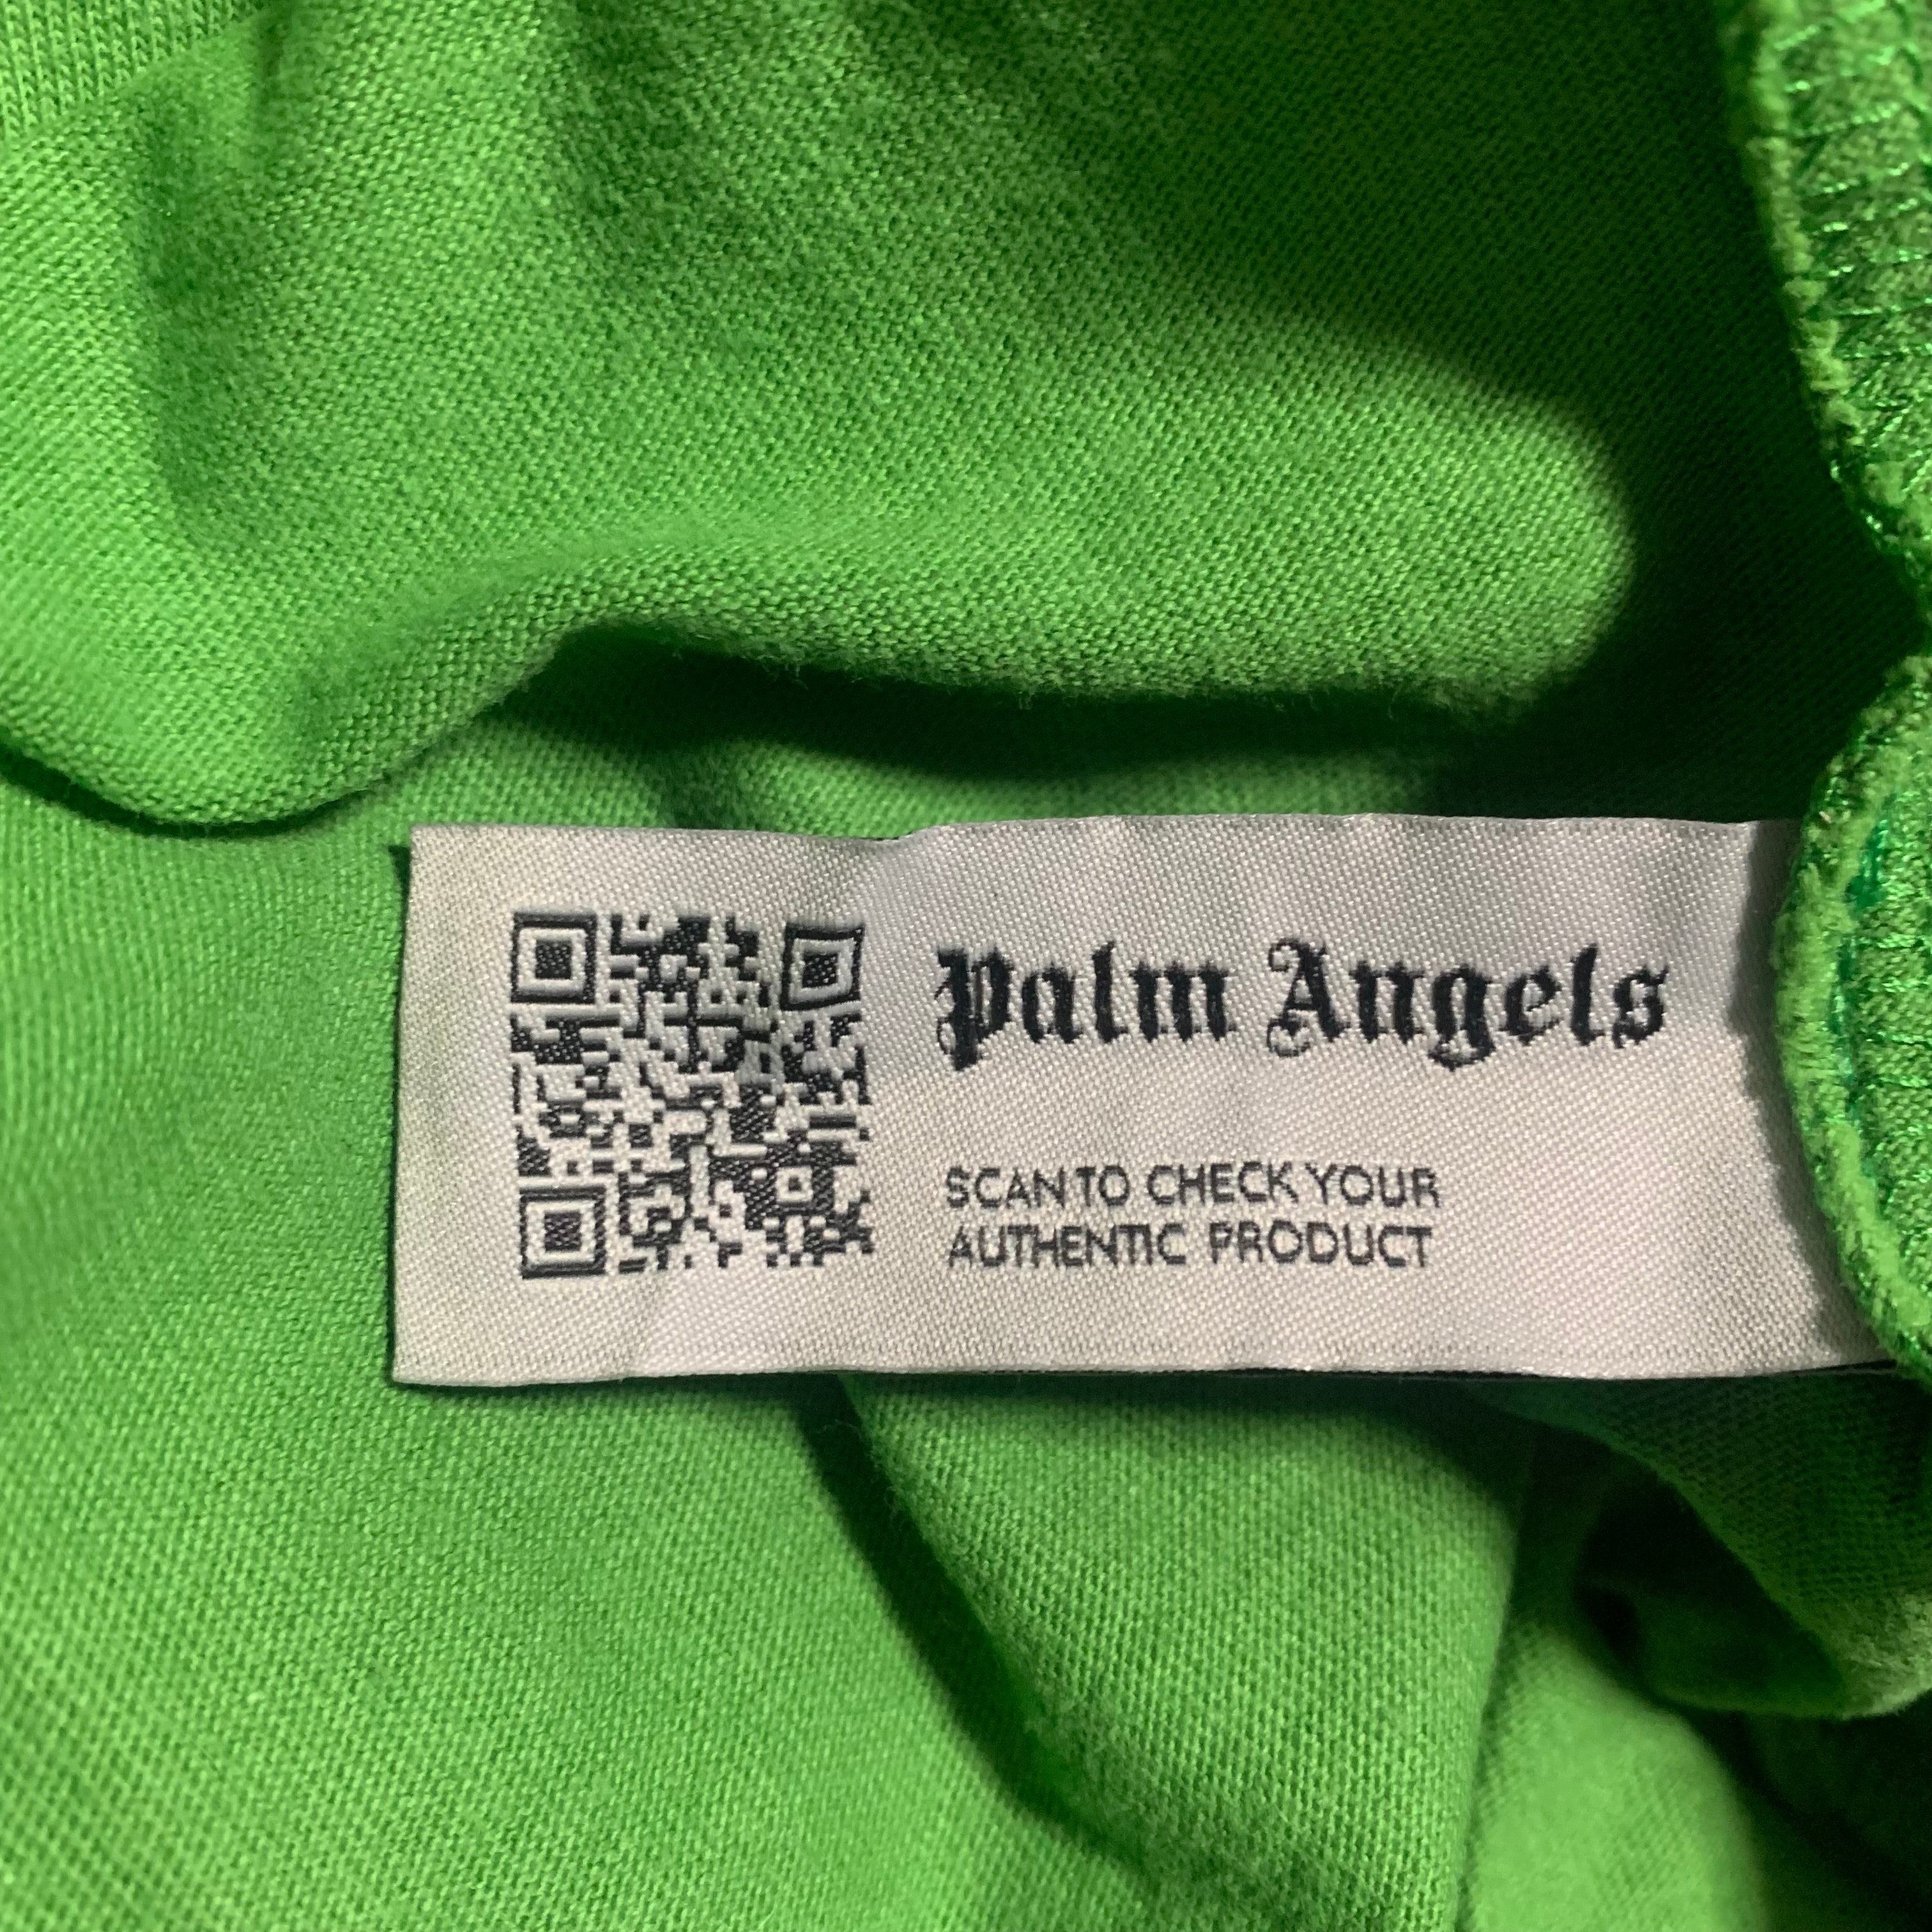 Palm Angels
SCAN TO CHECK YOUR
AUTHENTIC PRODUCT